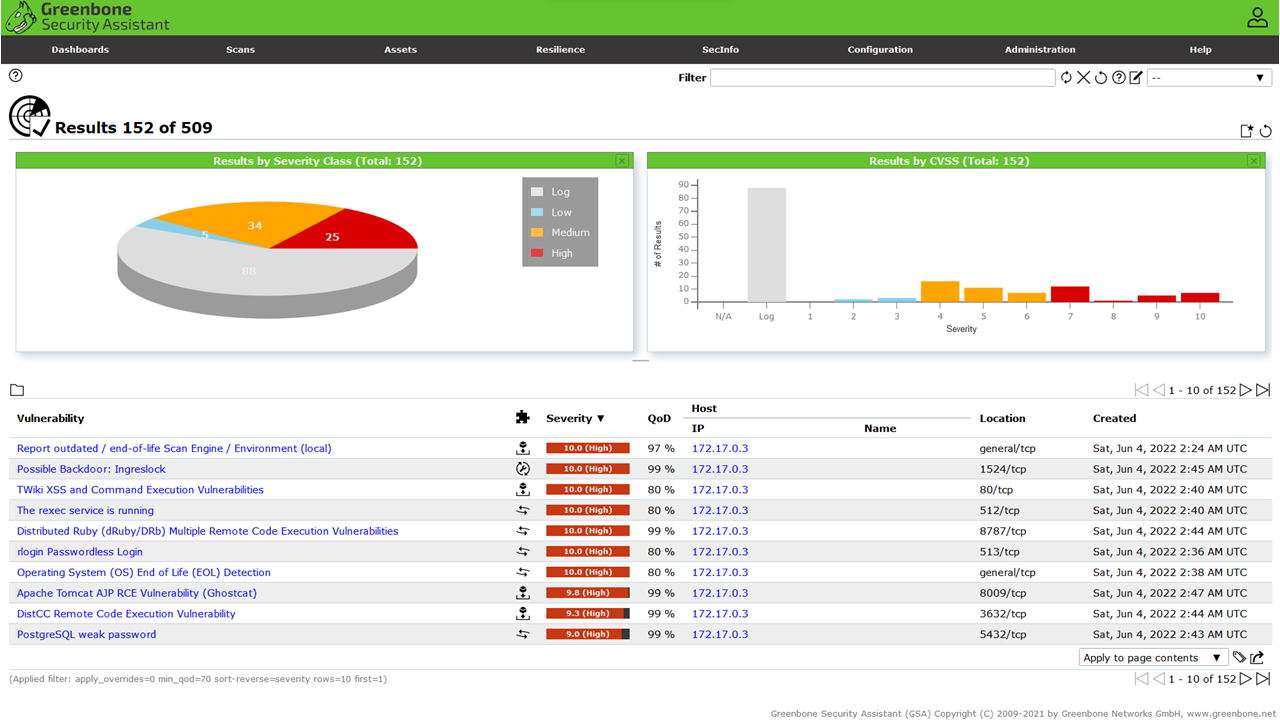 Greenbone
Security Assistant
Dashboards Scans Assets Resilience SecInfo Configuration Administration Help
Filter --
Results 152 of 509
Results by Severity Class (Total: 152)
34
5
25
88
Log
Low
Medium
High
Results by CVSS (Total: 152)
# of Results
90
80
70
60
50
40
30
20
10
0
N/A Log 1 2 3 4 5 6 7 8 9 10
Severity
1 - 10 of 152
Vulnerability Severity ▼ QoD Host Location Created
IP Name
Report outdated / end-of-life Scan Engine / Environment (local) 10.0 (High) 97 % 172.17.0.3 general/tcp Sat, Jun 4, 2022 2:24 AM UTC
Possible Backdoor: Ingreslock 10.0 (High) 99 % 172.17.0.3 1524/tcp Sat, Jun 4, 2022 2:45 AM UTC
TWiki XSS and Command Execution Vulnerabilities 10.0 (High) 80 % 172.17.0.3 80/tcp Sat, Jun 4, 2022 2:40 AM UTC
The rexec service is running 10.0 (High) 80 % 172.17.0.3 512/tcp Sat, Jun 4, 2022 2:40 AM UTC
Distributed Ruby (dRuby/DRb) Multiple Remote Code Execution Vulnerabilities 10.0 (High) 99 % 172.17.0.3 8787/tcp Sat, Jun 4, 2022 2:44 AM UTC
rlogin Passwordless Login 10.0 (High) 80 % 172.17.0.3 513/tcp Sat, Jun 4, 2022 2:36 AM UTC
Operating System (OS) End of Life (EOL) Detection 10.0 (High) 80 % 172.17.0.3 general/tcp Sat, Jun 4, 2022 2:38 AM UTC
Apache Tomcat AJP RCE Vulnerability (Ghostcat) 9.8 (High) 99 % 172.17.0.3 8009/tcp Sat, Jun 4, 2022 2:47 AM UTC
DistCC Remote Code Execution Vulnerability 9.3 (High) 99 % 172.17.0.3 3632/tcp Sat, Jun 4, 2022 2:44 AM UTC
PostgreSQL weak password 9.0 (High) 99 % 172.17.0.3 5432/tcp Sat, Jun 4, 2022 2:43 AM UTC
Apply to page contents ▼
(Applied filter: apply_overrides=0 min_qod=70 sort-reverse=severity rows=10 first=1) 1 - 10 of 152
Greenbone Security Assistant (GSA) Copyright (C) 2009-2021 by Greenbone Networks GmbH, www.greenbone.net